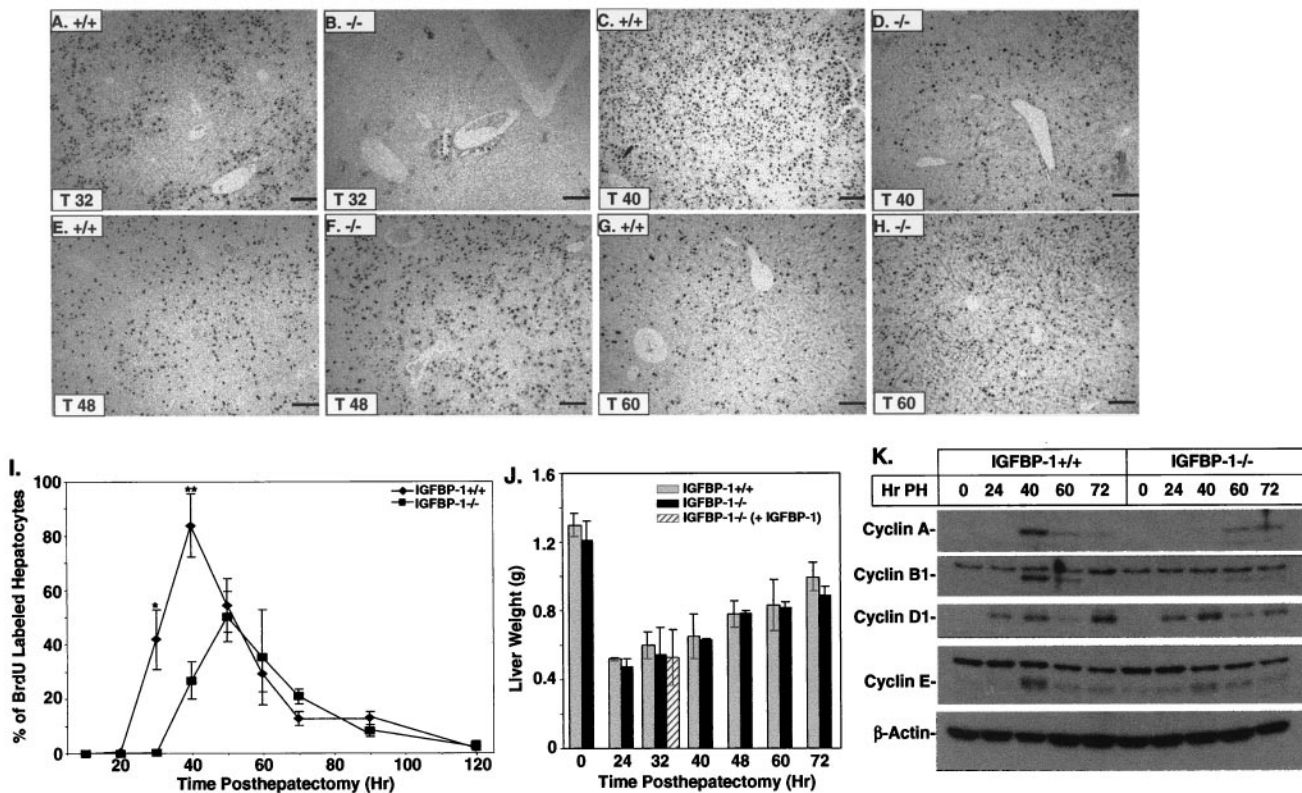 A. +/+
B. -/-
C. +/+
D. -/-
T 32
T 32
T 40
T 40
E. +/+
F. -/-
G. +/+
H. -/-
T 48
T 48
T 60
T 60
I.
100
80
60
40
20
0
% of BrdU Labeled Hepatocytes
*
**
IGFBP-1+/+
IGFBP-1-/-
20 40 60 80 100 120
Time Posthepatectomy (Hr)
J.
1.6
1.2
0.8
0.4
0
Liver Weight (g)
IGFBP-1+/+
IGFBP-1-/-
IGFBP-1-/- (+ IGFBP-1)
0 24 32 40 48 60 72
Time Posthepatectomy (Hr)
K.
IGFBP-1+/+ IGFBP-1-/-
Hr PH 0 24 40 60 72 0 24 40 60 72
Cyclin A-
Cyclin B1-
Cyclin D1-
Cyclin E-
β-Actin-